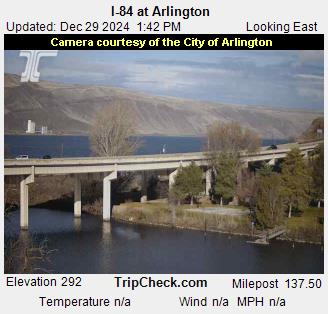 I-84 at Arlington
Updated: Dec 29 2024 1:42 PM Looking East
Camera courtesy of the City of Arlington
Elevation 292 TripCheck.com Milepost 137.50
Temperature n/a Wind n/a MPH n/a